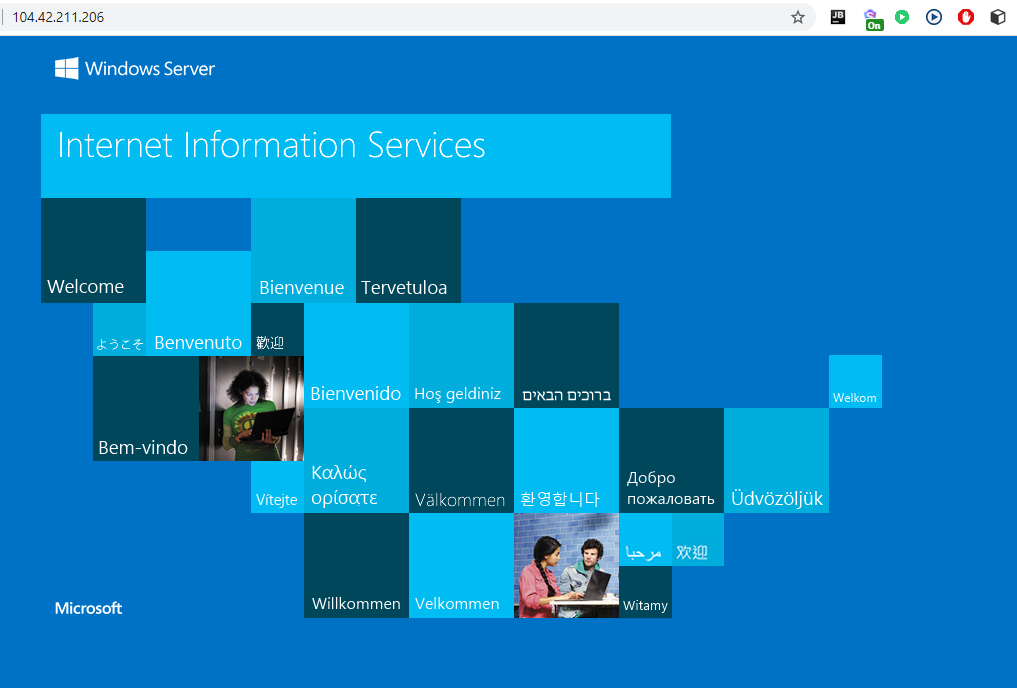 104.42.211.206
JB
On
Windows Server
Internet Information Services
Welcome
Bienvenue
Tervetuloa
ようこそ
Benvenuto
歡迎
Bienvenido
Hoş geldiniz
ברוכים הבאים
Welkom
Bem-vindo
Vítejte
Καλώς
ορίσατε
Välkommen
환영합니다
Добро
пожаловать
Üdvözöljük
Willkommen
Velkommen
مرحبا
欢迎
Witamy
Microsoft